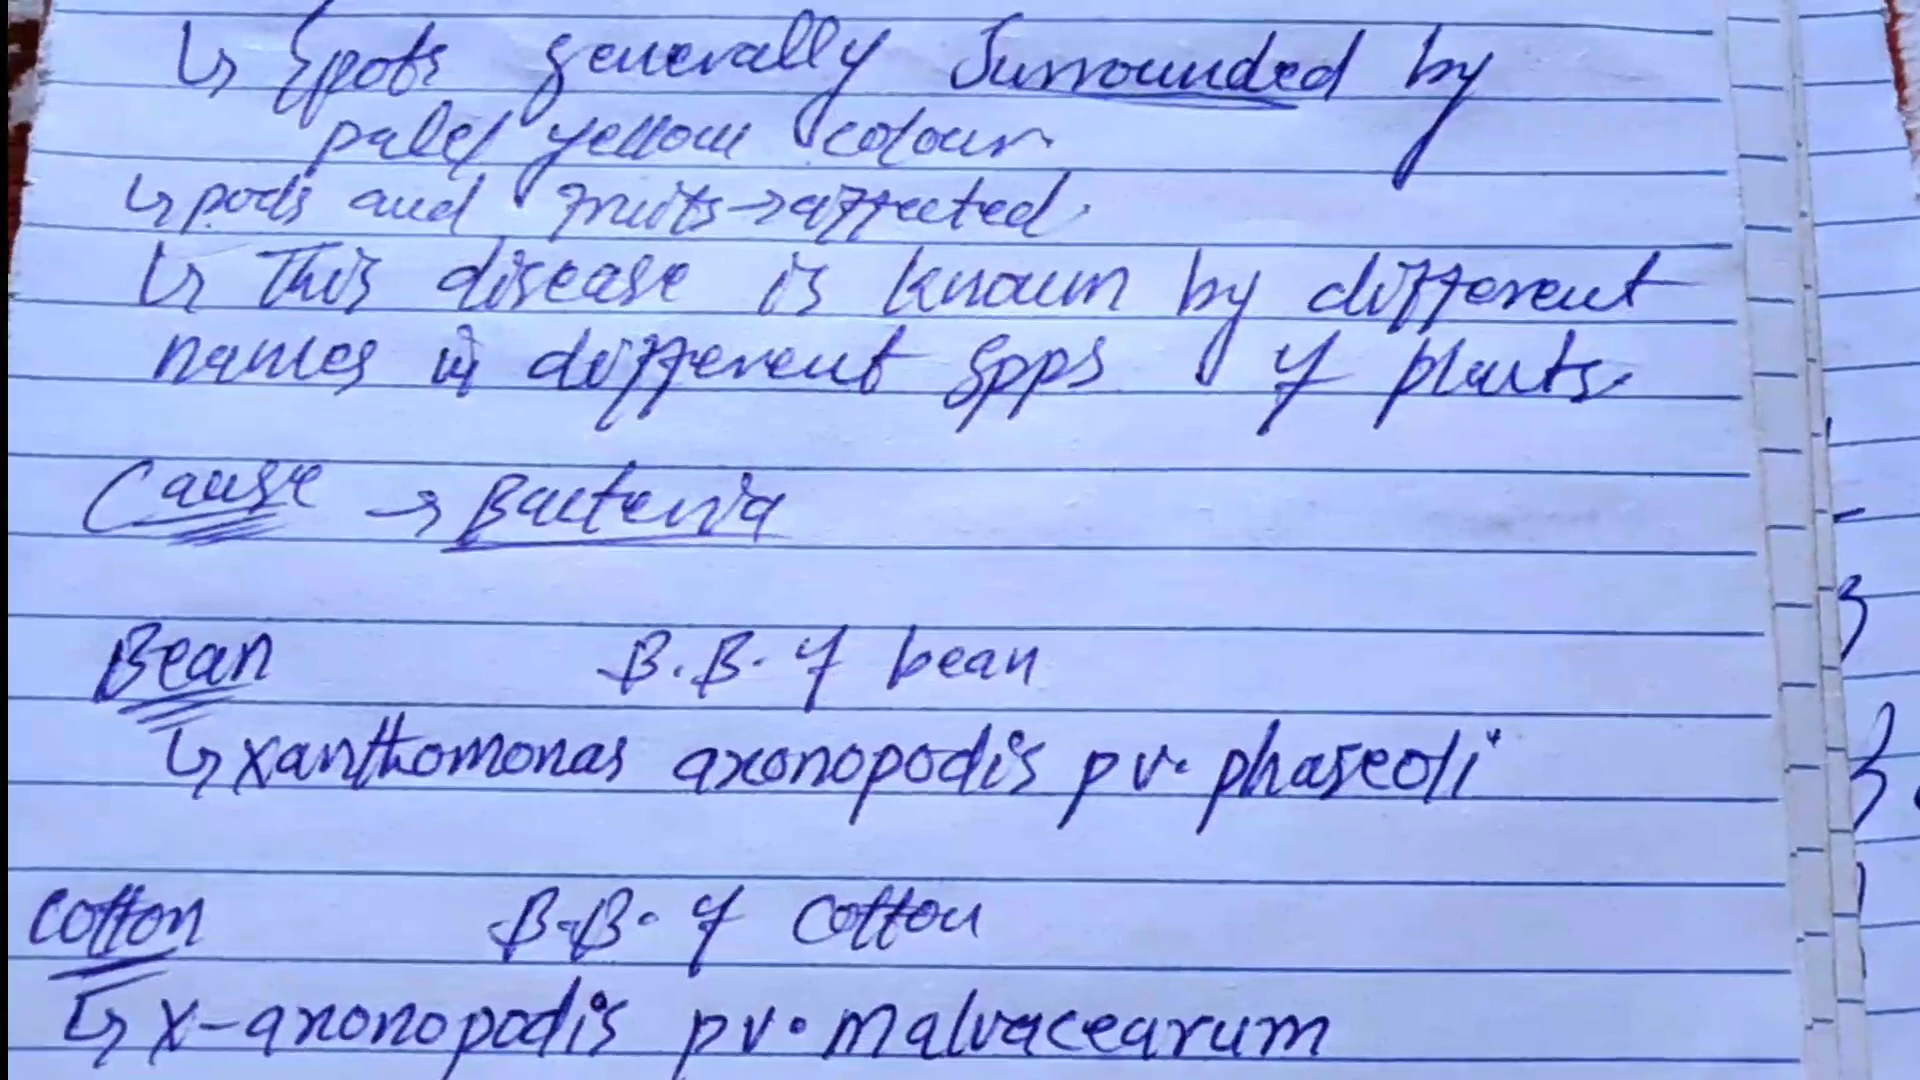 ↳ Spots generally Surrounded by
pale yellow colour
↳ pods and fruits → affected.
↳ This disease is known by different
names in different Spps of plants.
Cause → Bacteria
Bean B.B. of bean
↳ xanthomonas axonopodis pv. phaseoli
Cotton B.B. of Cotton
↳ X-axonopodis pv. malvacearum